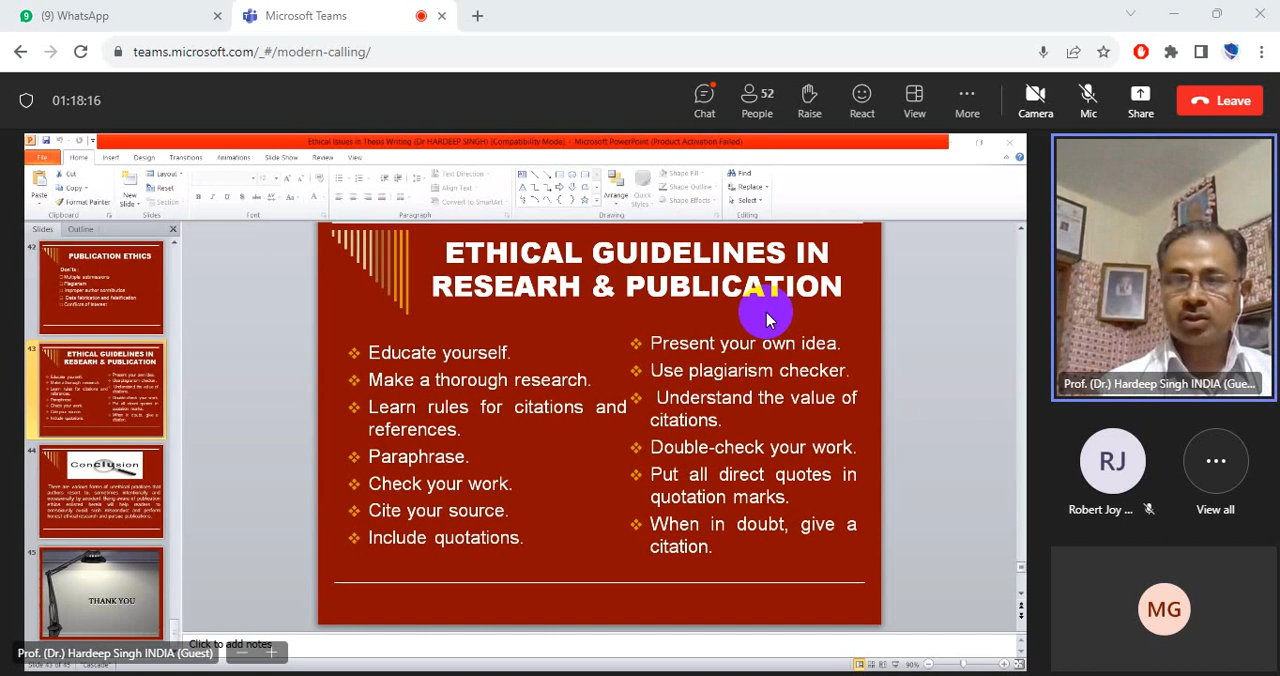 (9) WhatsApp
Microsoft Teams
teams.microsoft.com/_#/modern-calling/
01:18:16
Chat
52
People
Raise
React
View
More
Camera
Mic
Share
Leave
Ethical Issues in Thesis Writing (Dr HARDEEP SINGH) [Compatibility Mode] - Microsoft PowerPoint (Product Activation Failed)
File Home Insert Design Transitions Animations Slide Show Review View
Paste
Cut
Copy
Format Painter
Clipboard
New
Slide
Layout
Reset
Section
Slides
Font
Text Direction
Align Text
Convert to SmartArt
Paragraph
Arrange
Quick
Styles
Shape Fill
Shape Outline
Shape Effects
Drawing
Find
Replace
Select
Editing
Slides Outline
42
PUBLICATION ETHICS
Don'ts:
Multiple submissions
Plagiarism
Improper author contribution
Data fabrication and falsification
Conflicts of interest
43
ETHICAL GUIDELINES IN
RESEARH & PUBLICATION
44
Conclusion
45
THANK YOU
ETHICAL GUIDELINES IN
RESEARH & PUBLICATION
Educate yourself.
Make a thorough research.
Learn rules for citations and
references.
Paraphrase.
Check your work.
Cite your source.
Include quotations.
Present your own idea.
Use plagiarism checker.
Understand the value of
citations.
Double-check your work.
Put all direct quotes in
quotation marks.
When in doubt, give a
citation.
Click to add notes
Prof. (Dr.) Hardeep Singh INDIA (Guest)
90%
Prof. (Dr.) Hardeep Singh INDIA (Gue...
RJ
Robert Joy ...
View all
MG